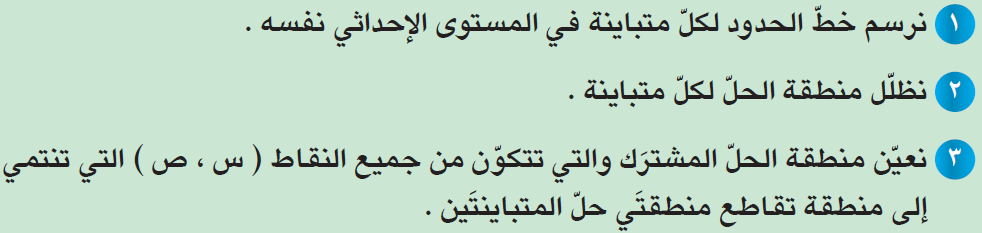 ١ نرسم خطّ الحدود لكلّ متباينة في المستوى الإحداثي نفسه .
٢ نظلّل منطقة الحلّ لكلّ متباينة .
٣ نعيّن منطقة الحلّ المشترَك والتي تتكوّن من جميع النقاط ( س ، ص ) التي تنتمي
إلى منطقة تقاطع منطقتَي حلّ المتباينتَين .